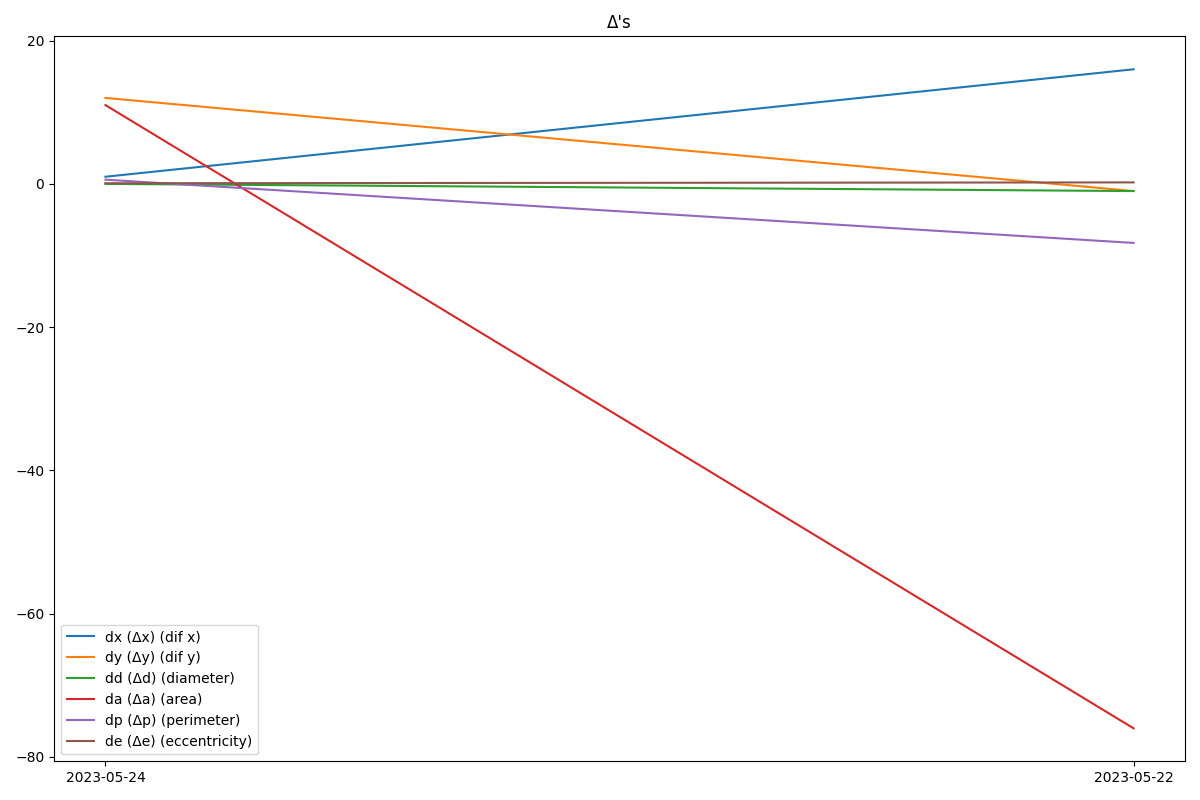 Δ's
20
0
−20
−40
−60
−80
dx (Δx) (dif x)
dy (Δy) (dif y)
dd (Δd) (diameter)
da (Δa) (area)
dp (Δp) (perimeter)
de (Δe) (eccentricity)
2023-05-24
2023-05-22